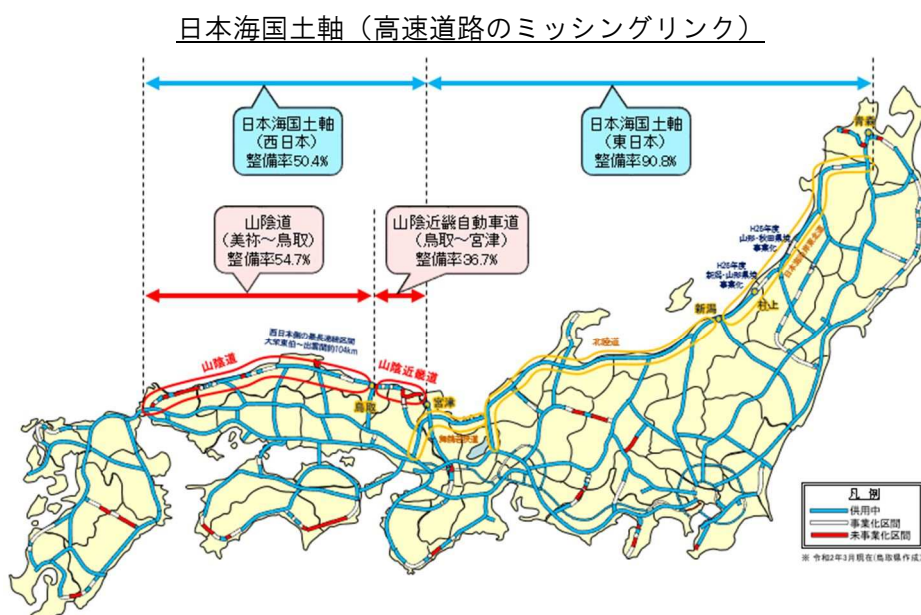 日本海国土軸（高速道路のミッシングリンク）
日本海国土軸
（西日本）
整備率50.4%
日本海国土軸
（東日本）
整備率90.8%
山陰道
（美祢～鳥取）
整備率54.7%
山陰近畿自動車道
（鳥取～宮津）
整備率36.7%
青森
H25年度
山形・秋田県境
事業化
H25年度
新潟・山形県境
事業化
新潟
村上
北陸道
西日本側の最長連続区間
大栄東伯～出雲間約104km
山陰道
山陰近畿道
鳥取
宮津
舞鶴若狭道
凡 例
供用中
事業化区間
未事業化区間
※ 令和2年3月現在(鳥取県作成)